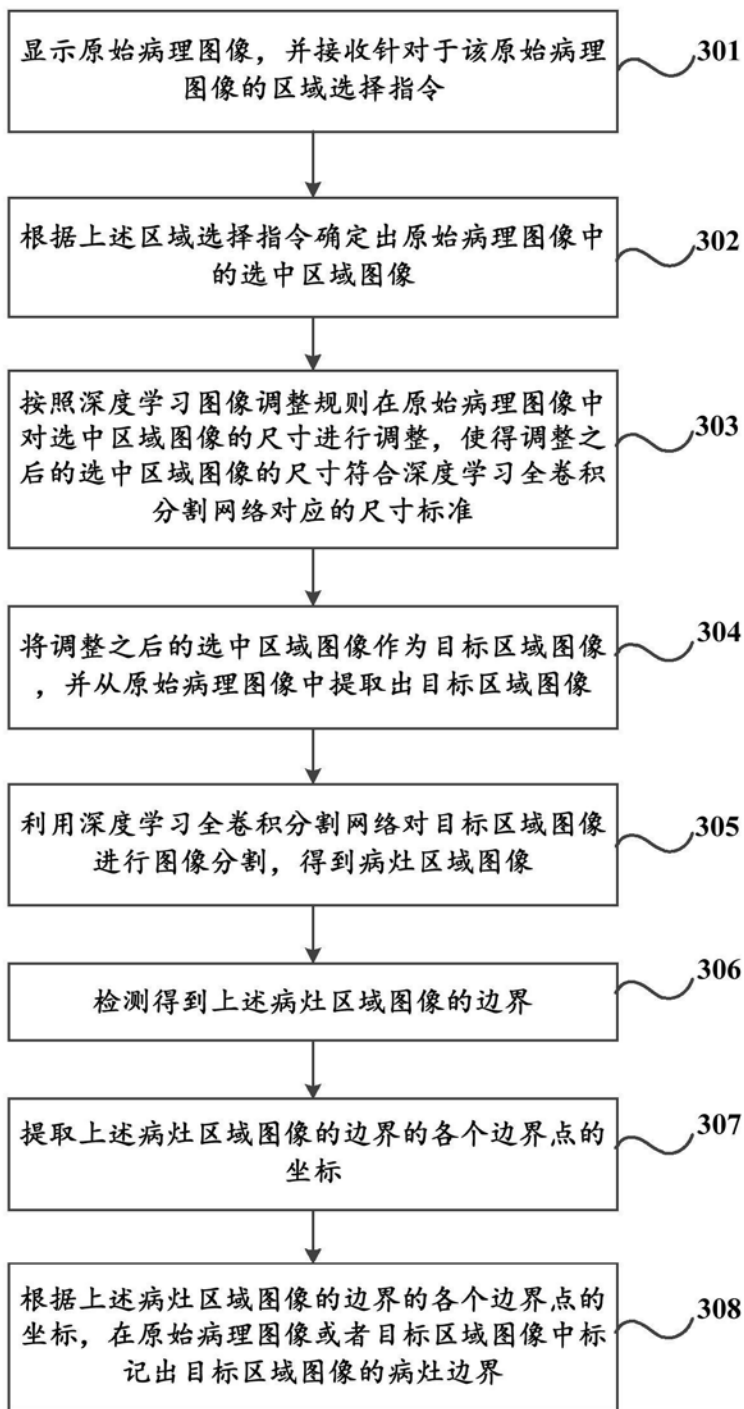 显示原始病理图像，并接收针对于该原始病理
图像的区域选择指令
301
根据上述区域选择指令确定出原始病理图像中
的选中区域图像
302
按照深度学习图像调整规则在原始病理图像中
对选中区域图像的尺寸进行调整，使得调整之
后的选中区域图像的尺寸符合深度学习全卷积
分割网络对应的尺寸标准
303
将调整之后的选中区域图像作为目标区域图像
，并从原始病理图像中提取出目标区域图像
304
利用深度学习全卷积分割网络对目标区域图像
进行图像分割，得到病灶区域图像
305
检测得到上述病灶区域图像的边界
306
提取上述病灶区域图像的边界的各个边界点的
坐标
307
根据上述病灶区域图像的边界的各个边界点的
坐标，在原始病理图像或者目标区域图像中标
记出目标区域图像的病灶边界
308